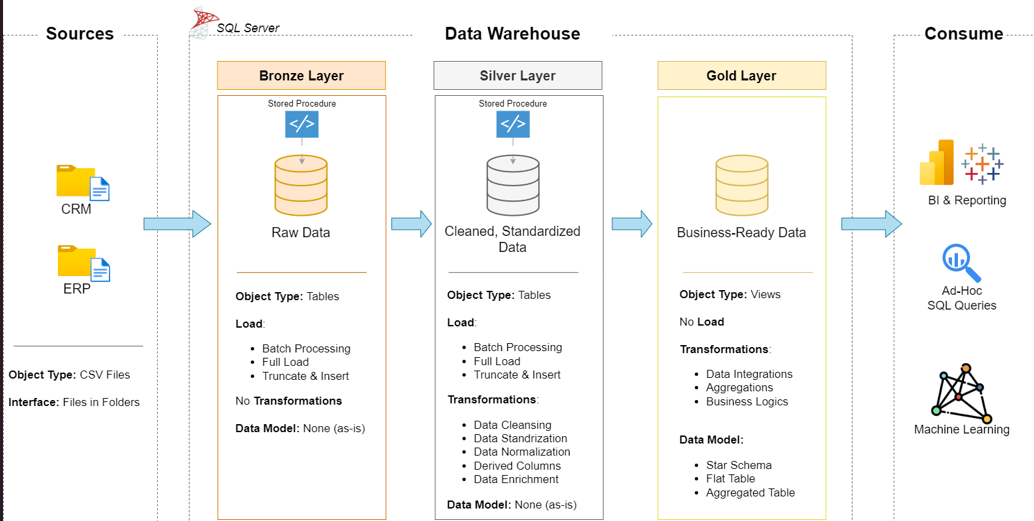 Sources
CRM
ERP
Object Type: CSV Files
Interface: Files in Folders
SQL Server
Data Warehouse
Bronze Layer
Stored Procedure
</>
Raw Data
Object Type: Tables
Load:
• Batch Processing
• Full Load
• Truncate & Insert
No Transformations
Data Model: None (as-is)
Silver Layer
Stored Procedure
</>
Cleaned, Standardized
Data
Object Type: Tables
Load:
• Batch Processing
• Full Load
• Truncate & Insert
Transformations:
• Data Cleansing
• Data Standrization
• Data Normalization
• Derived Columns
• Data Enrichment
Data Model: None (as-is)
Gold Layer
Business-Ready Data
Object Type: Views
No Load
Transformations:
• Data Integrations
• Aggregations
• Business Logics
Data Model:
• Star Schema
• Flat Table
• Aggregated Table
Consume
BI & Reporting
Ad-Hoc
SQL Queries
Machine Learning